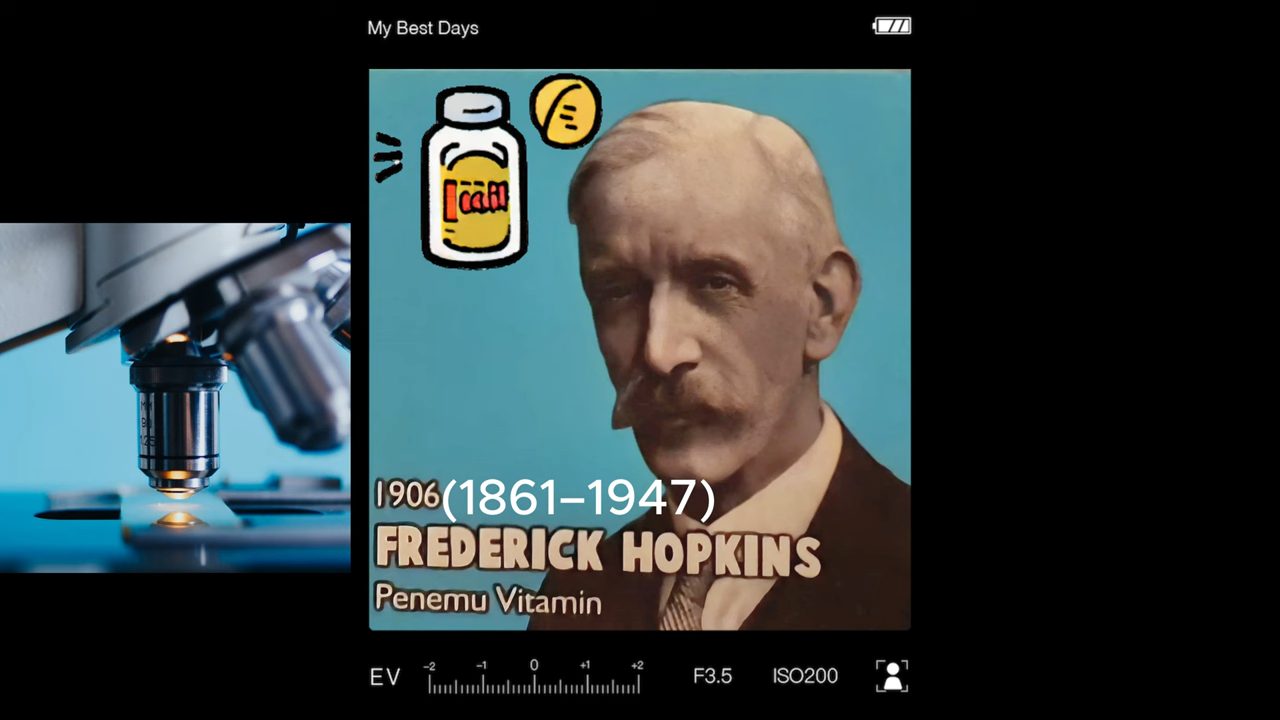 My Best Days
1906(1861–1947)
FREDERICK HOPKINS
Penemu Vitamin
EV
-2 -1 0 +1 +2
F3.5
ISO200